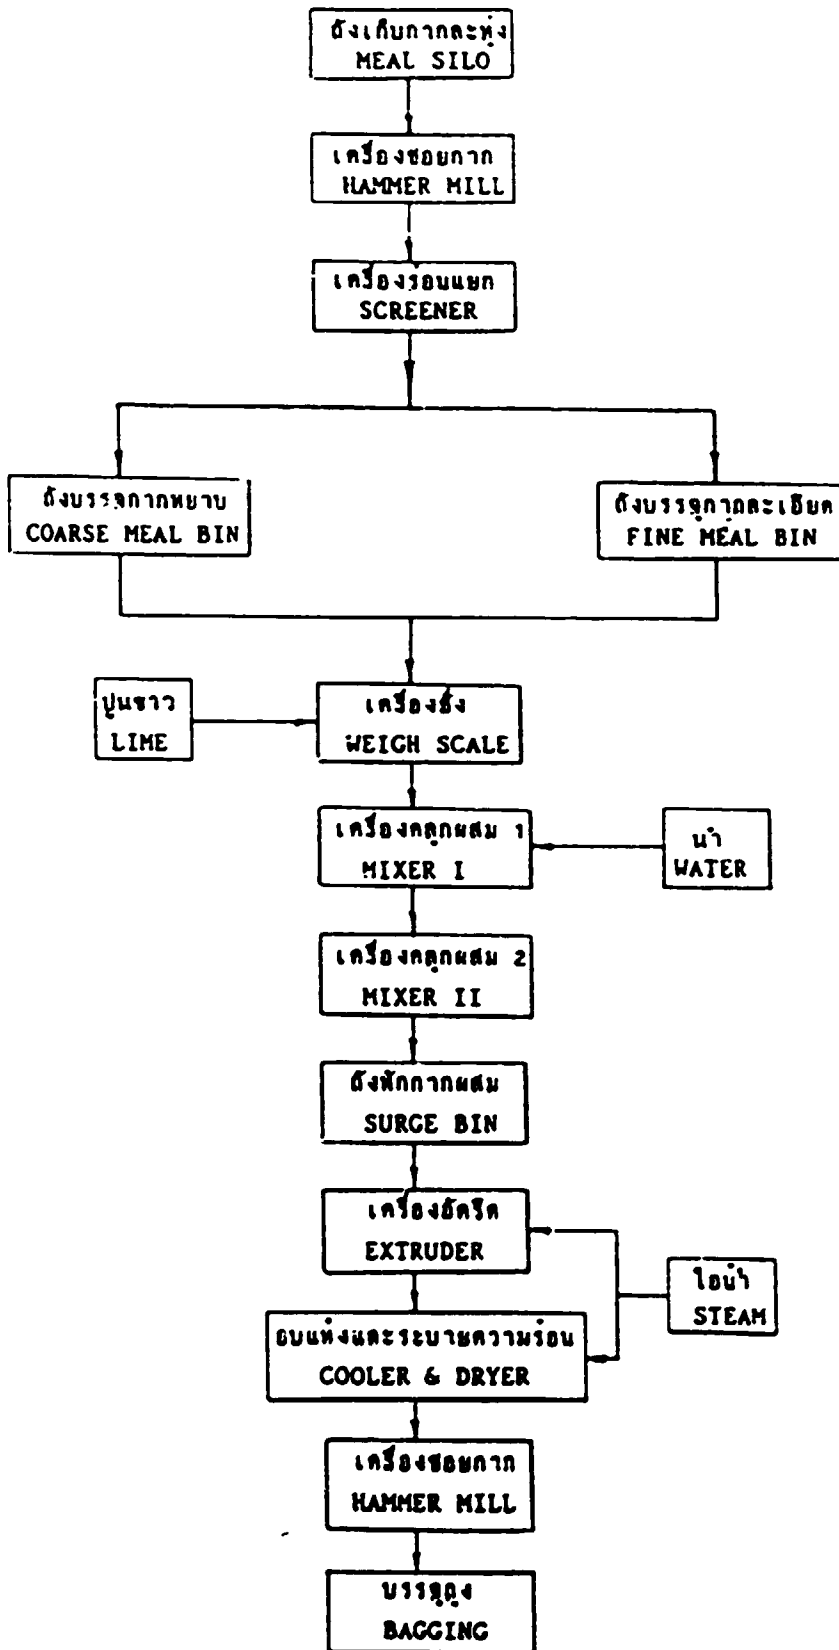 ถังเก็บกากละหุ่ง
MEAL SILO
เครื่องซอยกาก
HAMMER MILL
เครื่องร่อนแยก
SCREENER
ถังบรรจุกากหยาบ
COARSE MEAL BIN
ถังบรรจุกากละเอียด
FINE MEAL BIN
ปูนขาว
LIME
เครื่องชั่ง
WEIGH SCALE
เครื่องคลุกผสม 1
MIXER I
น้ำ
WATER
เครื่องคลุกผสม 2
MIXER II
ถังพักกากผสม
SURGE BIN
เครื่องอัดรีด
EXTRUDER
ไอน้ำ
STEAM
อบแห้งและระบายความร้อน
COOLER & DRYER
เครื่องซอยกาก
HAMMER MILL
บรรจุถุง
BAGGING